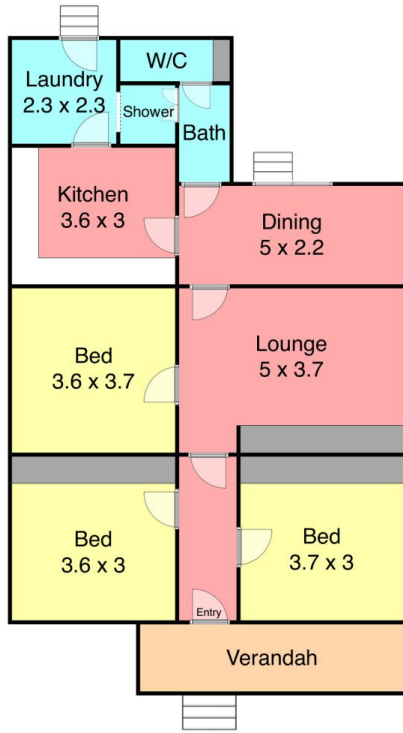 W/C
Laundry
2.3 x 2.3
Shower
Bath
Kitchen
3.6 x 3
Dining
5 x 2.2
Bed
3.6 x 3.7
Lounge
5 x 3.7
Bed
3.6 x 3
Bed
3.7 x 3
Entry
Verandah